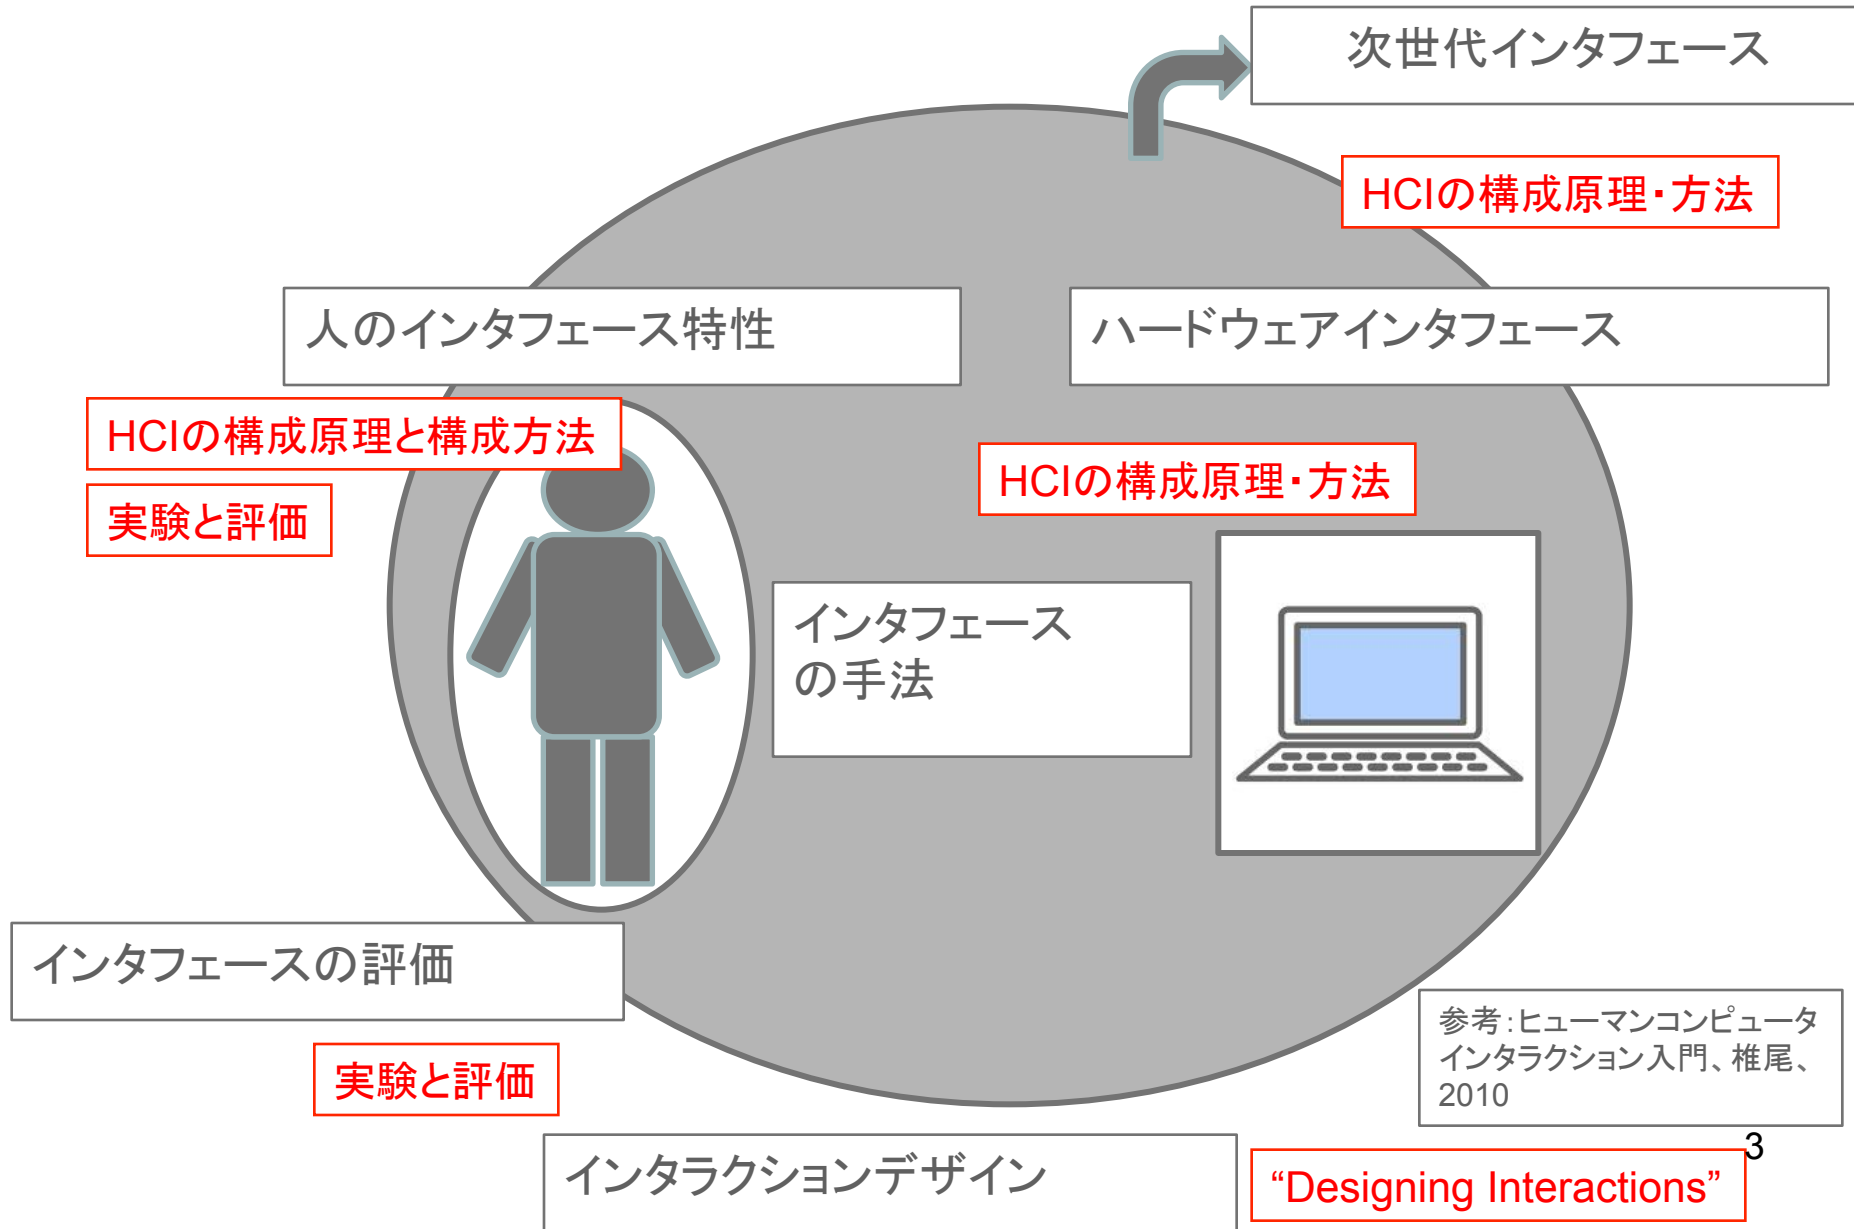 次世代インタフェース
HCIの構成原理・方法
人のインタフェース特性
ハードウェアインタフェース
HCIの構成原理と構成方法
HCIの構成原理・方法
実験と評価
インタフェース
の手法
インタフェースの評価
実験と評価
参考：ヒューマンコンピュータ
インタラクション入門、椎尾、
2010
3
インタラクションデザイン
“Designing Interactions”